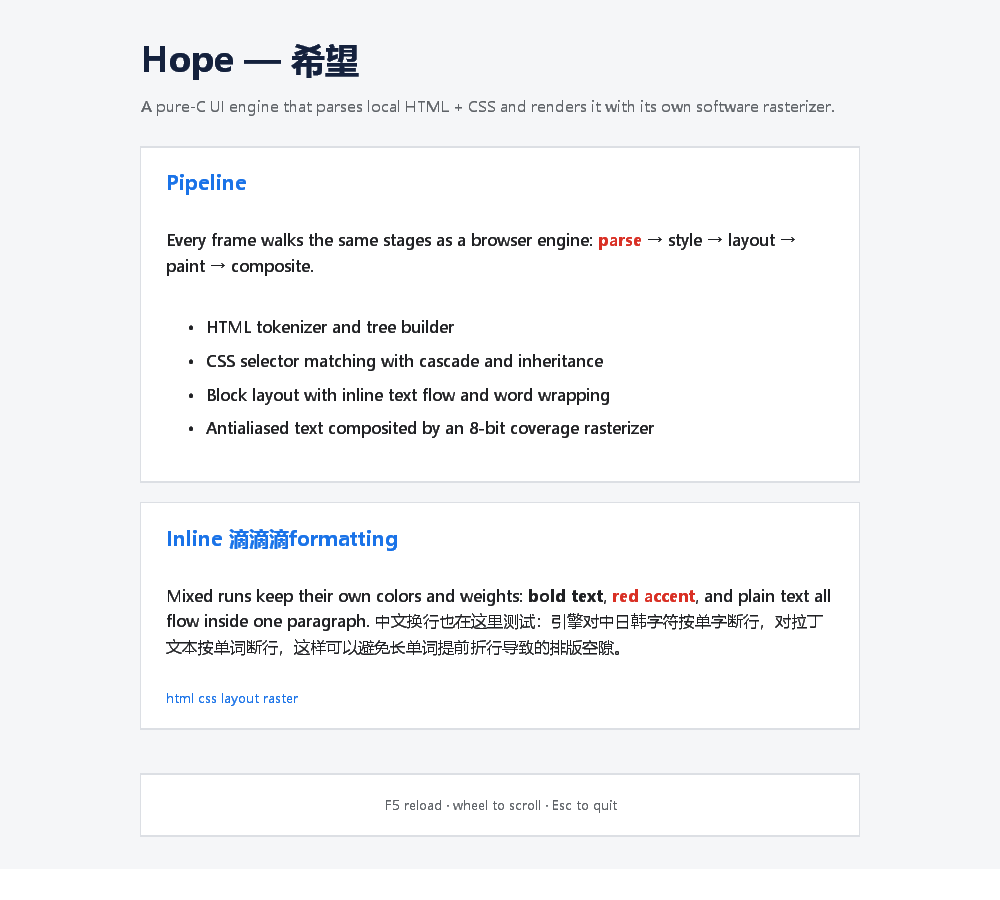 Hope — 希望
A pure-C UI engine that parses local HTML + CSS and renders it with its own software rasterizer.
Pipeline
Every frame walks the same stages as a browser engine: parse → style → layout →
paint → composite.
• HTML tokenizer and tree builder
• CSS selector matching with cascade and inheritance
• Block layout with inline text flow and word wrapping
• Antialiased text composited by an 8-bit coverage rasterizer
Inline 滴滴滴formatting
Mixed runs keep their own colors and weights: bold text, red accent, and plain text all
flow inside one paragraph. 中文换行也在这里测试：引擎对中日韩字符按单字断行，对拉丁
文本按单词断行，这样可以避免长单词提前折行导致的排版空隙。
html css layout raster
F5 reload · wheel to scroll · Esc to quit